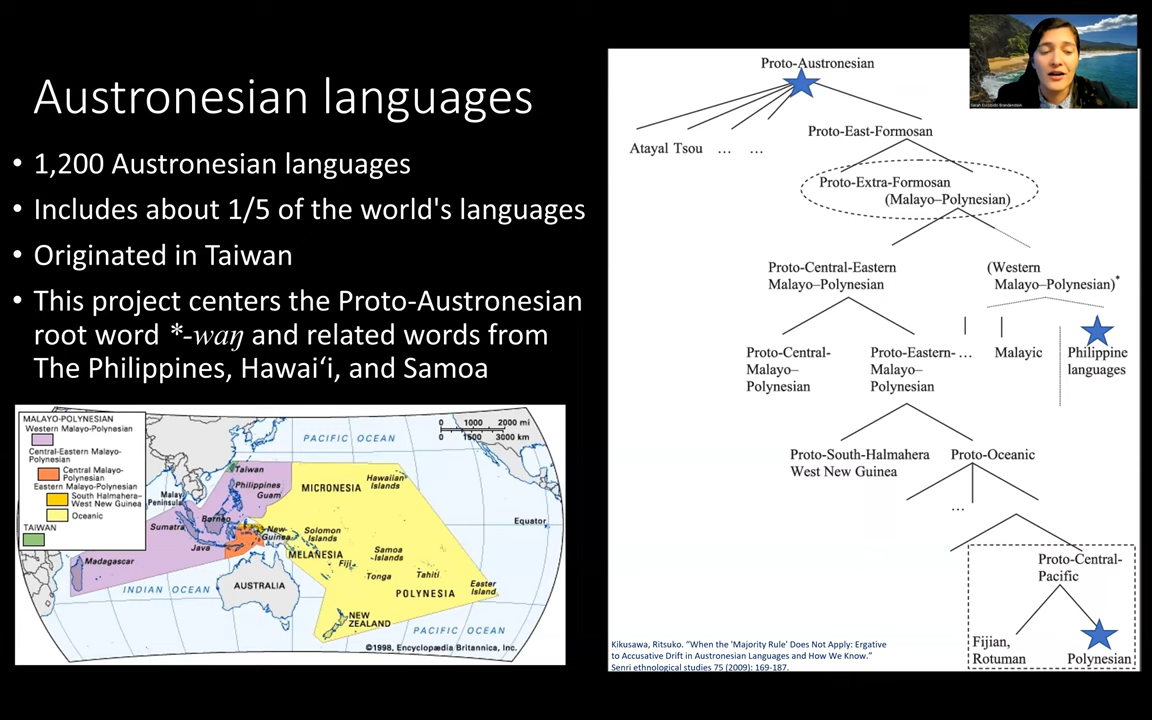 Austronesian languages
• 1,200 Austronesian languages
• Includes about 1/5 of the world's languages
• Originated in Taiwan
• This project centers the Proto-Austronesian
root word *-waŋ and related words from
The Philippines, Hawaiʻi, and Samoa
MALAYO-POLYNESIAN
Western Malayo-Polynesian
Central-Eastern Malayo-
Polynesian
Central Malayo-
Polynesian
Eastern Malayo-Polynesian
South Halmahera–
West New Guinea
Oceanic
TAIWAN
0 1000 2000 mi
0 1500 3000 km
PACIFIC OCEAN
Taiwan
Philippines
Guam
MICRONESIA
Hawaiian
Islands
Malay
Peninsula
Sumatra
Borneo
Java
New
Guinea
Solomon
Islands
Equator
MELANESIA
Samoa
Islands
Fiji
Tonga
Tahiti
Easter
Island
POLYNESIA
Madagascar
INDIAN OCEAN
AUSTRALIA
NEW
ZEALAND
PACIFIC OCEAN
©1998, Encyclopædia Britannica, Inc.
Proto-Austronesian
Atayal Tsou ... ...
Proto-East-Formosan
Proto-Extra-Formosan
(Malayo–Polynesian)
Proto-Central-Eastern
Malayo–Polynesian
(Western
Malayo–Polynesian)*
Proto-Central-
Malayo–
Polynesian
Proto-Eastern-
Malayo–
Polynesian
...
Malayic
Philippine
languages
Proto-South-Halmahera
West New Guinea
Proto-Oceanic
...
Proto-Central-
Pacific
Fijian,
Rotuman
Polynesian
Kikusawa, Ritsuko. "When the 'Majority Rule' Does Not Apply: Ergative
to Accusative Drift in Austronesian Languages and How We Know."
Senri ethnological studies 75 (2009): 169-187.